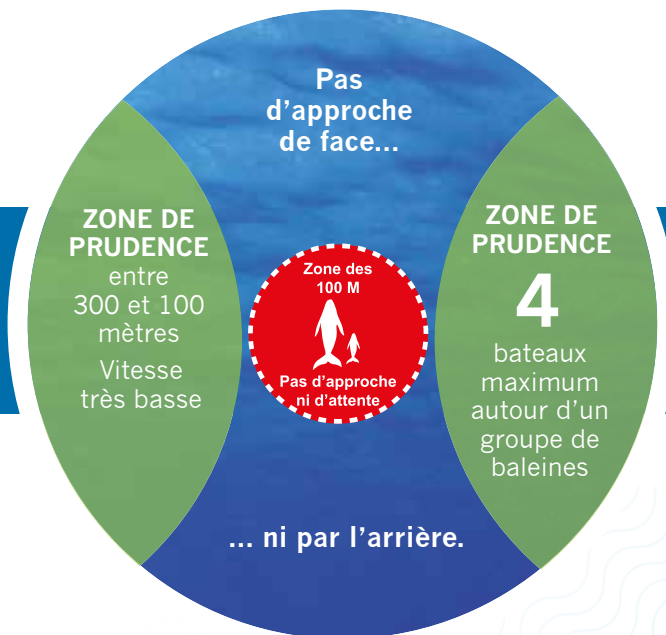 Pas
d'approche
de face...
ZONE DE
PRUDENCE
entre
300 et 100
mètres
Vitesse
très basse
Zone des
100 M
Pas d'approche
ni d'attente
ZONE DE
PRUDENCE
4
bateaux
maximum
autour d'un
groupe de
baleines
... ni par l'arrière.